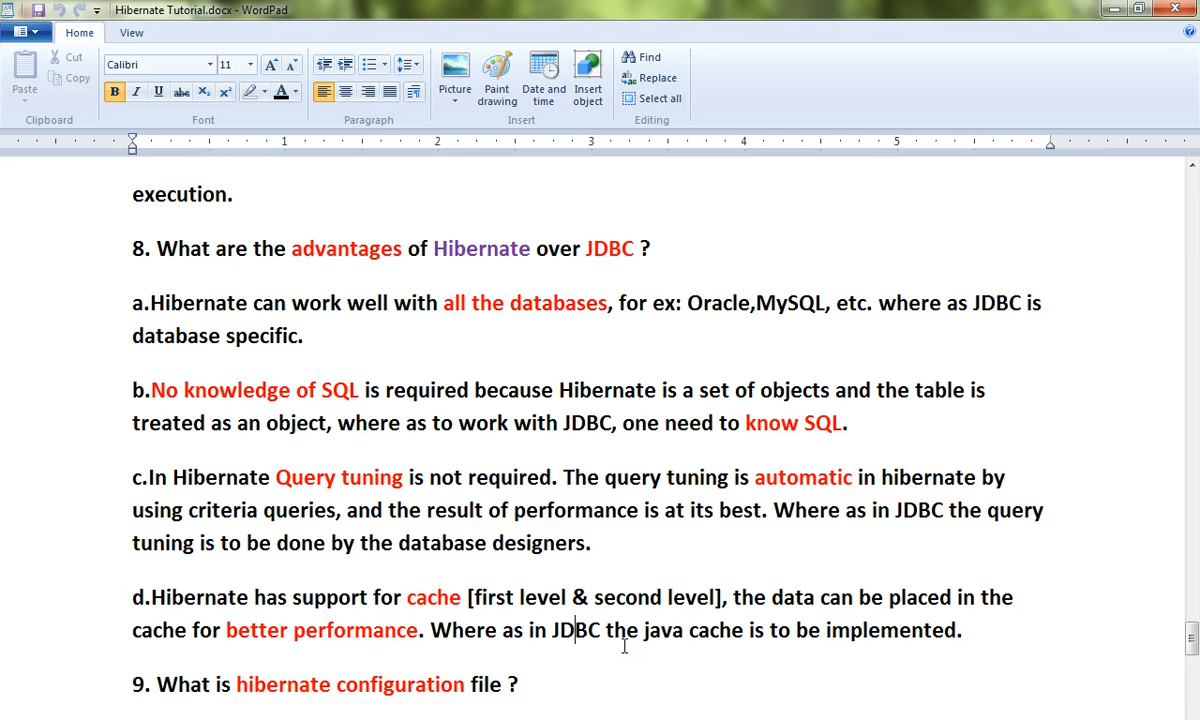 Hibernate Tutorial.docx - WordPad
Home View
Cut
Copy
Paste
Clipboard
Calibri 11
B I U abc X₂ X² A
Font
Paragraph
Picture
Paint drawing
Date and time
Insert object
Insert
Find
Replace
Select all
Editing
1 2 3 4 5
execution.
8. What are the advantages of Hibernate over JDBC ?
a.Hibernate can work well with all the databases, for ex: Oracle,MySQL, etc. where as JDBC is
database specific.
b.No knowledge of SQL is required because Hibernate is a set of objects and the table is
treated as an object, where as to work with JDBC, one need to know SQL.
c.In Hibernate Query tuning is not required. The query tuning is automatic in hibernate by
using criteria queries, and the result of performance is at its best. Where as in JDBC the query
tuning is to be done by the database designers.
d.Hibernate has support for cache [first level & second level], the data can be placed in the
cache for better performance. Where as in JDBC the java cache is to be implemented.
9. What is hibernate configuration file ?